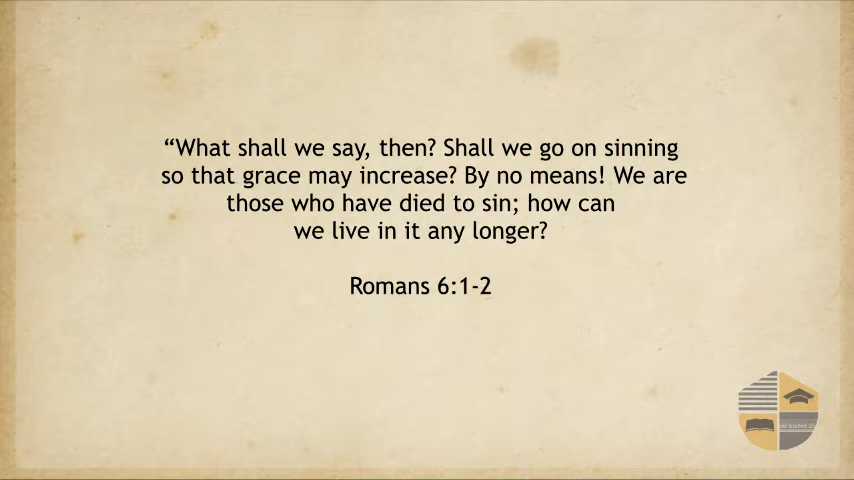 “What shall we say, then? Shall we go on sinning
so that grace may increase? By no means! We are
those who have died to sin; how can
we live in it any longer?
Romans 6:1-2